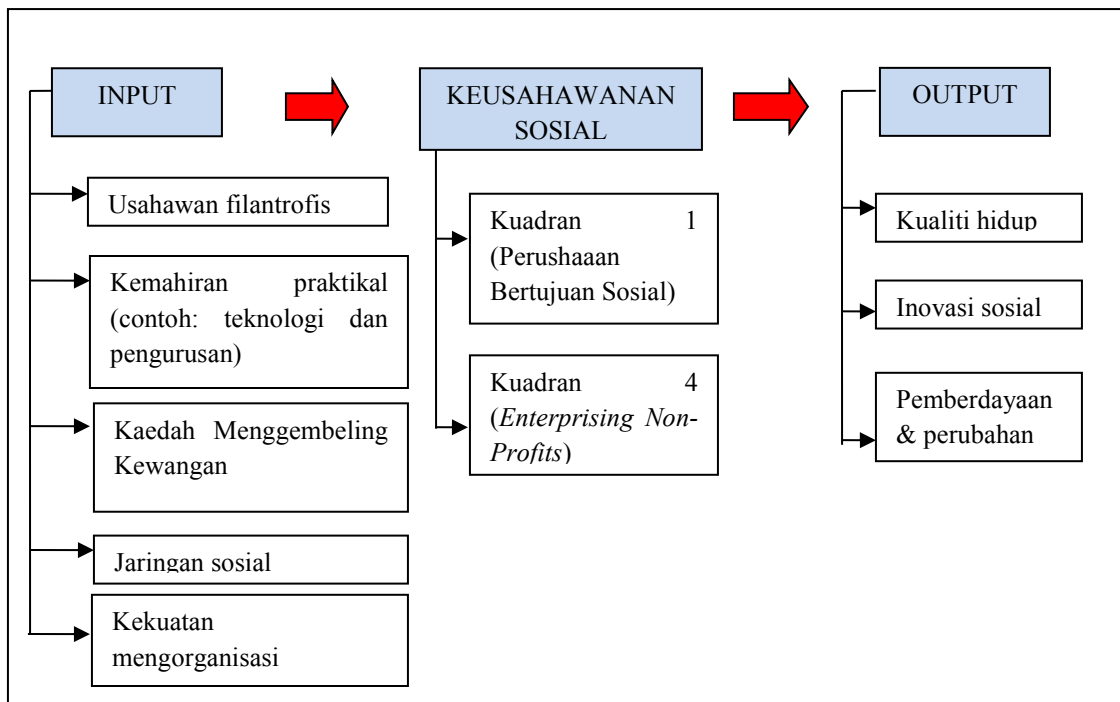 INPUT
Usahawan filantrofis
Kemahiran praktikal
(contoh: teknologi dan
pengurusan)
Kaedah Menggembeling
Kewangan
Jaringan sosial
Kekuatan
mengorganisasi
KEUSAHAWANAN
SOSIAL
Kuadran 1
(Perushaaan
Bertujuan Sosial)
Kuadran 4
(Enterprising Non-
Profits)
OUTPUT
Kualiti hidup
Inovasi sosial
Pemberdayaan
& perubahan